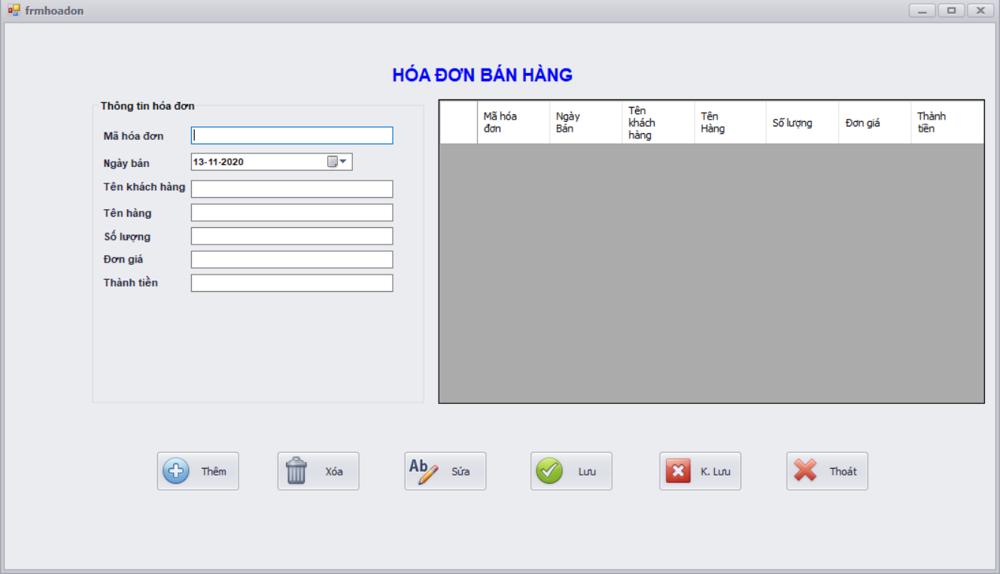 frmhoadon
HÓA ĐƠN BÁN HÀNG
Thông tin hóa đơn
Mã hóa đơn
Ngày bán
13-11-2020
Tên khách hàng
Tên hàng
Số lượng
Đơn giá
Thành tiền
Mã hóa
đơn
Ngày
Bán
Tên
khách
hàng
Tên
Hàng
Số lượng
Đơn giá
Thành
tiền
Thêm
Xóa
Ab
Sửa
Lưu
K. Lưu
Thoát